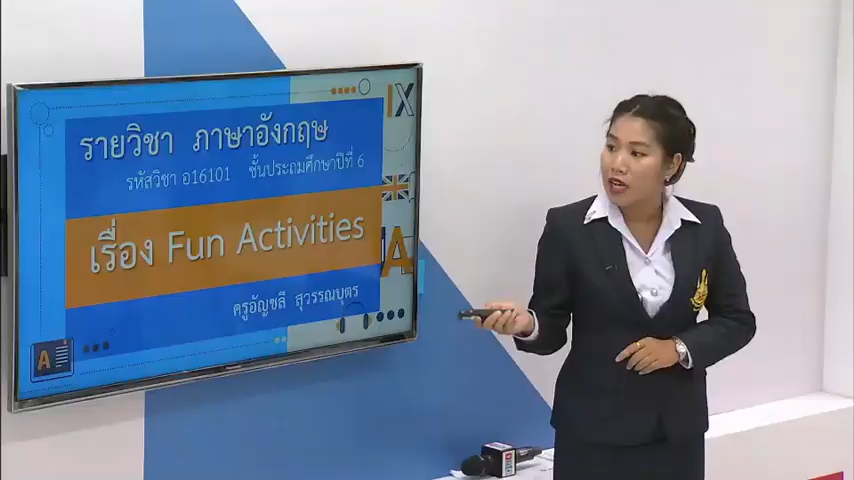 รายวิชา ภาษาอังกฤษ
รหัสวิชา อ16101 ชั้นประถมศึกษาปีที่ 6
เรื่อง Fun Activities
ครูอัญชลี สุวรรณบุตร
IX
A
A